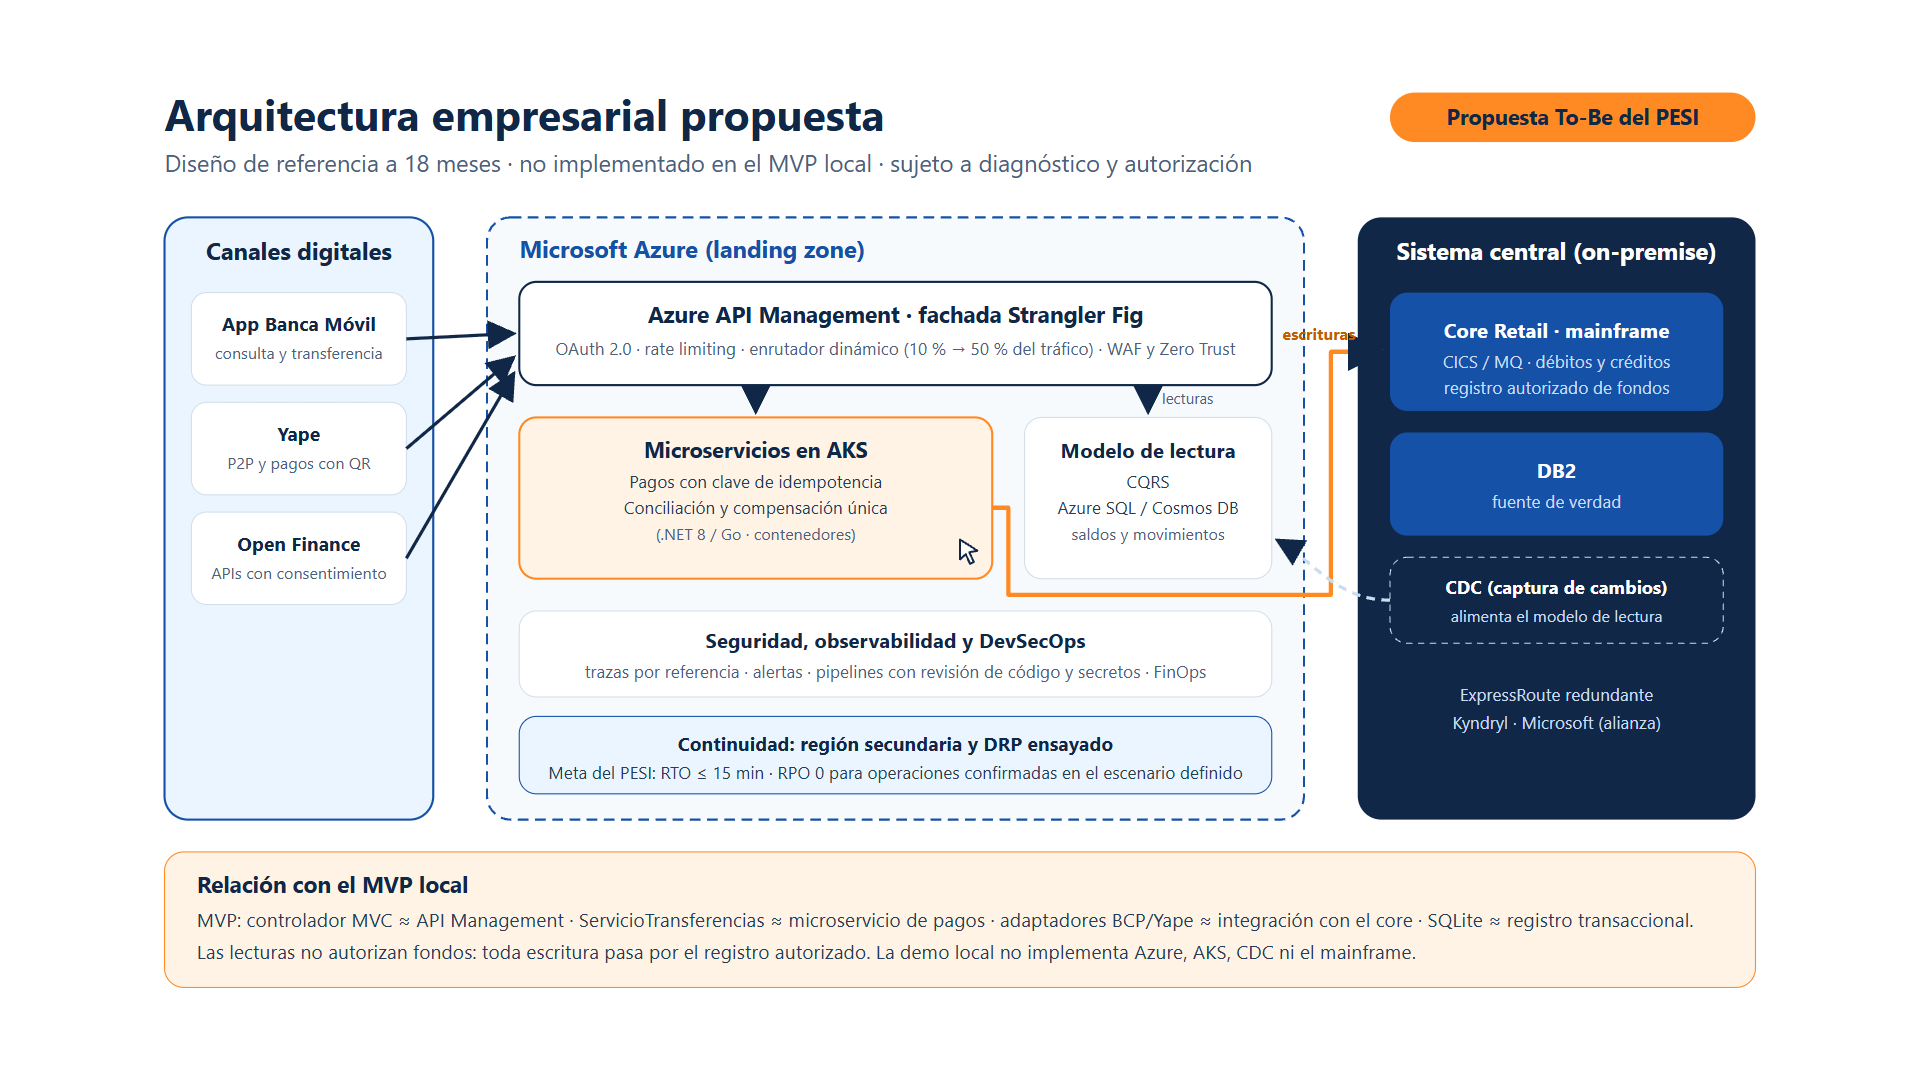 Arquitectura empresarial propuesta
Propuesta To-Be del PESI
Diseño de referencia a 18 meses · no implementado en el MVP local · sujeto a diagnóstico y autorización
Canales digitales
App Banca Móvil
consulta y transferencia
Yape
P2P y pagos con QR
Open Finance
APIs con consentimiento
Microsoft Azure (landing zone)
Azure API Management · fachada Strangler Fig
OAuth 2.0 · rate limiting · enrutador dinámico (10 % → 50 % del tráfico) · WAF y Zero Trust
lecturas
Microservicios en AKS
Pagos con clave de idempotencia
Conciliación y compensación única
(.NET 8 / Go · contenedores)
Modelo de lectura
CQRS
Azure SQL / Cosmos DB
saldos y movimientos
Seguridad, observabilidad y DevSecOps
trazas por referencia · alertas · pipelines con revisión de código y secretos · FinOps
Continuidad: región secundaria y DRP ensayado
Meta del PESI: RTO ≤ 15 min · RPO 0 para operaciones confirmadas en el escenario definido
escrituras
Sistema central (on-premise)
Core Retail · mainframe
CICS / MQ · débitos y créditos
registro autorizado de fondos
DB2
fuente de verdad
CDC (captura de cambios)
alimenta el modelo de lectura
ExpressRoute redundante
Kyndryl · Microsoft (alianza)
Relación con el MVP local
MVP: controlador MVC ≈ API Management · ServicioTransferencias ≈ microservicio de pagos · adaptadores BCP/Yape ≈ integración con el core · SQLite ≈ registro transaccional.
Las lecturas no autorizan fondos: toda escritura pasa por el registro autorizado. La demo local no implementa Azure, AKS, CDC ni el mainframe.